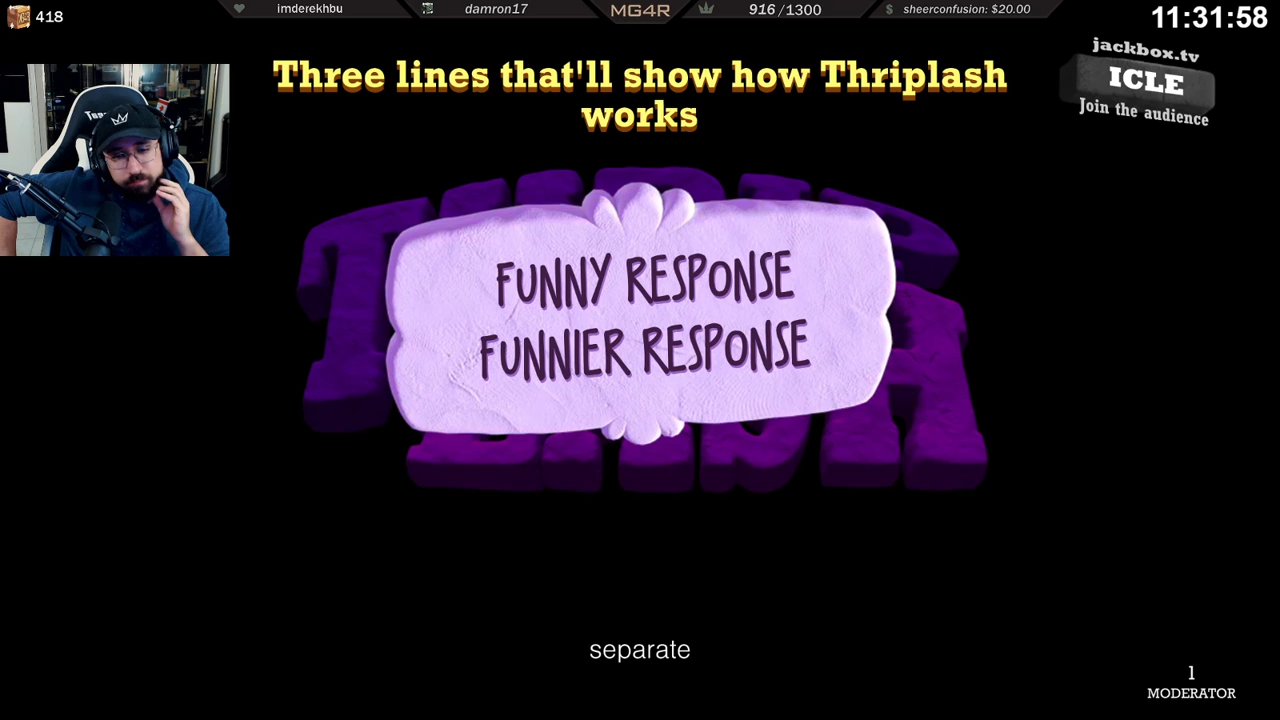 418
imderekhbu
damron17
MG4R
916/1300
$ sheerconfusion: $20.00
11:31:58
jackbox.tv
ICLE
Join the audience
Three lines that'll show how Thriplash
works
FUNNY RESPONSE
FUNNIER RESPONSE
separate
1
MODERATOR